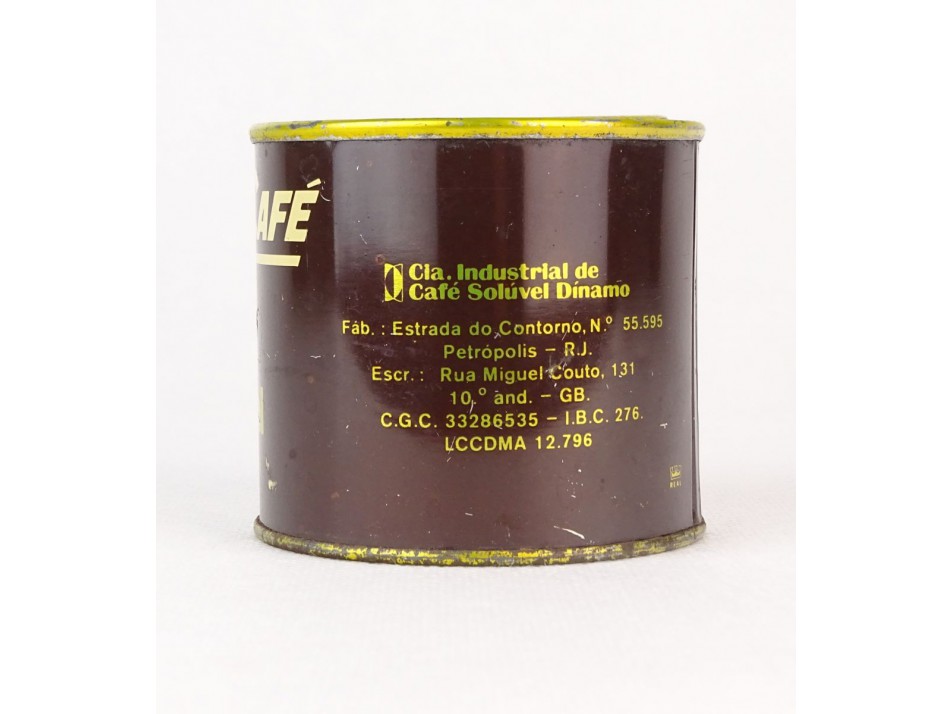 AFÉ
Cia. Industrial de
Café Solúvel Dínamo
Fáb. : Estrada do Contorno, N.º 55.595
Petrópolis – R.J.
Escr. : Rua Miguel Couto, 131
10.º and. – GB.
C.G.C. 33286535 – I.B.C. 276.
LCCDMA 12.796
REAL